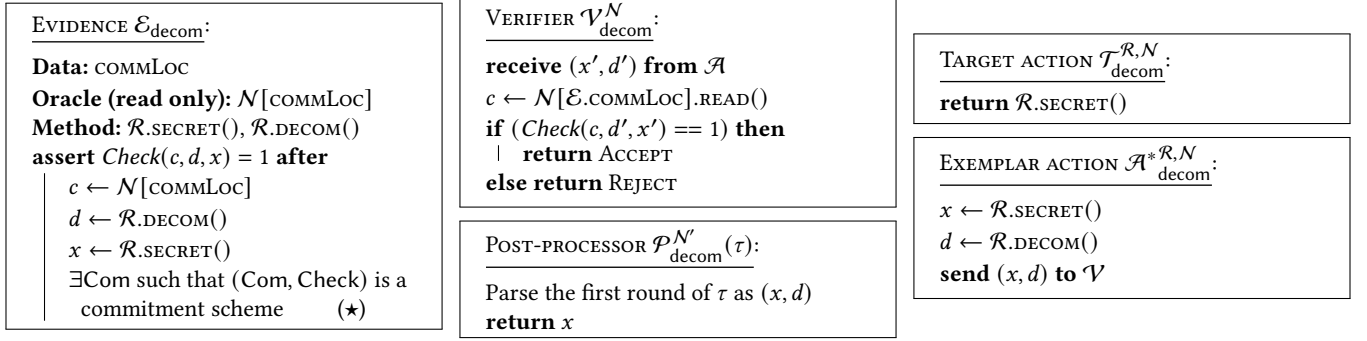 EVIDENCE ℰ_decom:
Data: COMMLOC
Oracle (read only): 𝒩[COMMLOC]
Method: ℛ.SECRET(), ℛ.DECOM()
assert Check(c, d, x) = 1 after
c ← 𝒩[COMMLOC]
d ← ℛ.DECOM()
x ← ℛ.SECRET()
∃Com such that (Com, Check) is a
commitment scheme (★)
VERIFIER 𝒱^𝒩_decom:
receive (x′, d′) from 𝒜
c ← 𝒩[ℰ.COMMLOC].READ()
if (Check(c, d′, x′) == 1) then
return ACCEPT
else return REJECT
POST-PROCESSOR 𝒫^𝒩′_decom(τ):
Parse the first round of τ as (x, d)
return x
TARGET ACTION 𝒯^ℛ,𝒩_decom:
return ℛ.SECRET()
EXEMPLAR ACTION 𝒜*^ℛ,𝒩_decom:
x ← ℛ.SECRET()
d ← ℛ.DECOM()
send (x, d) to 𝒱